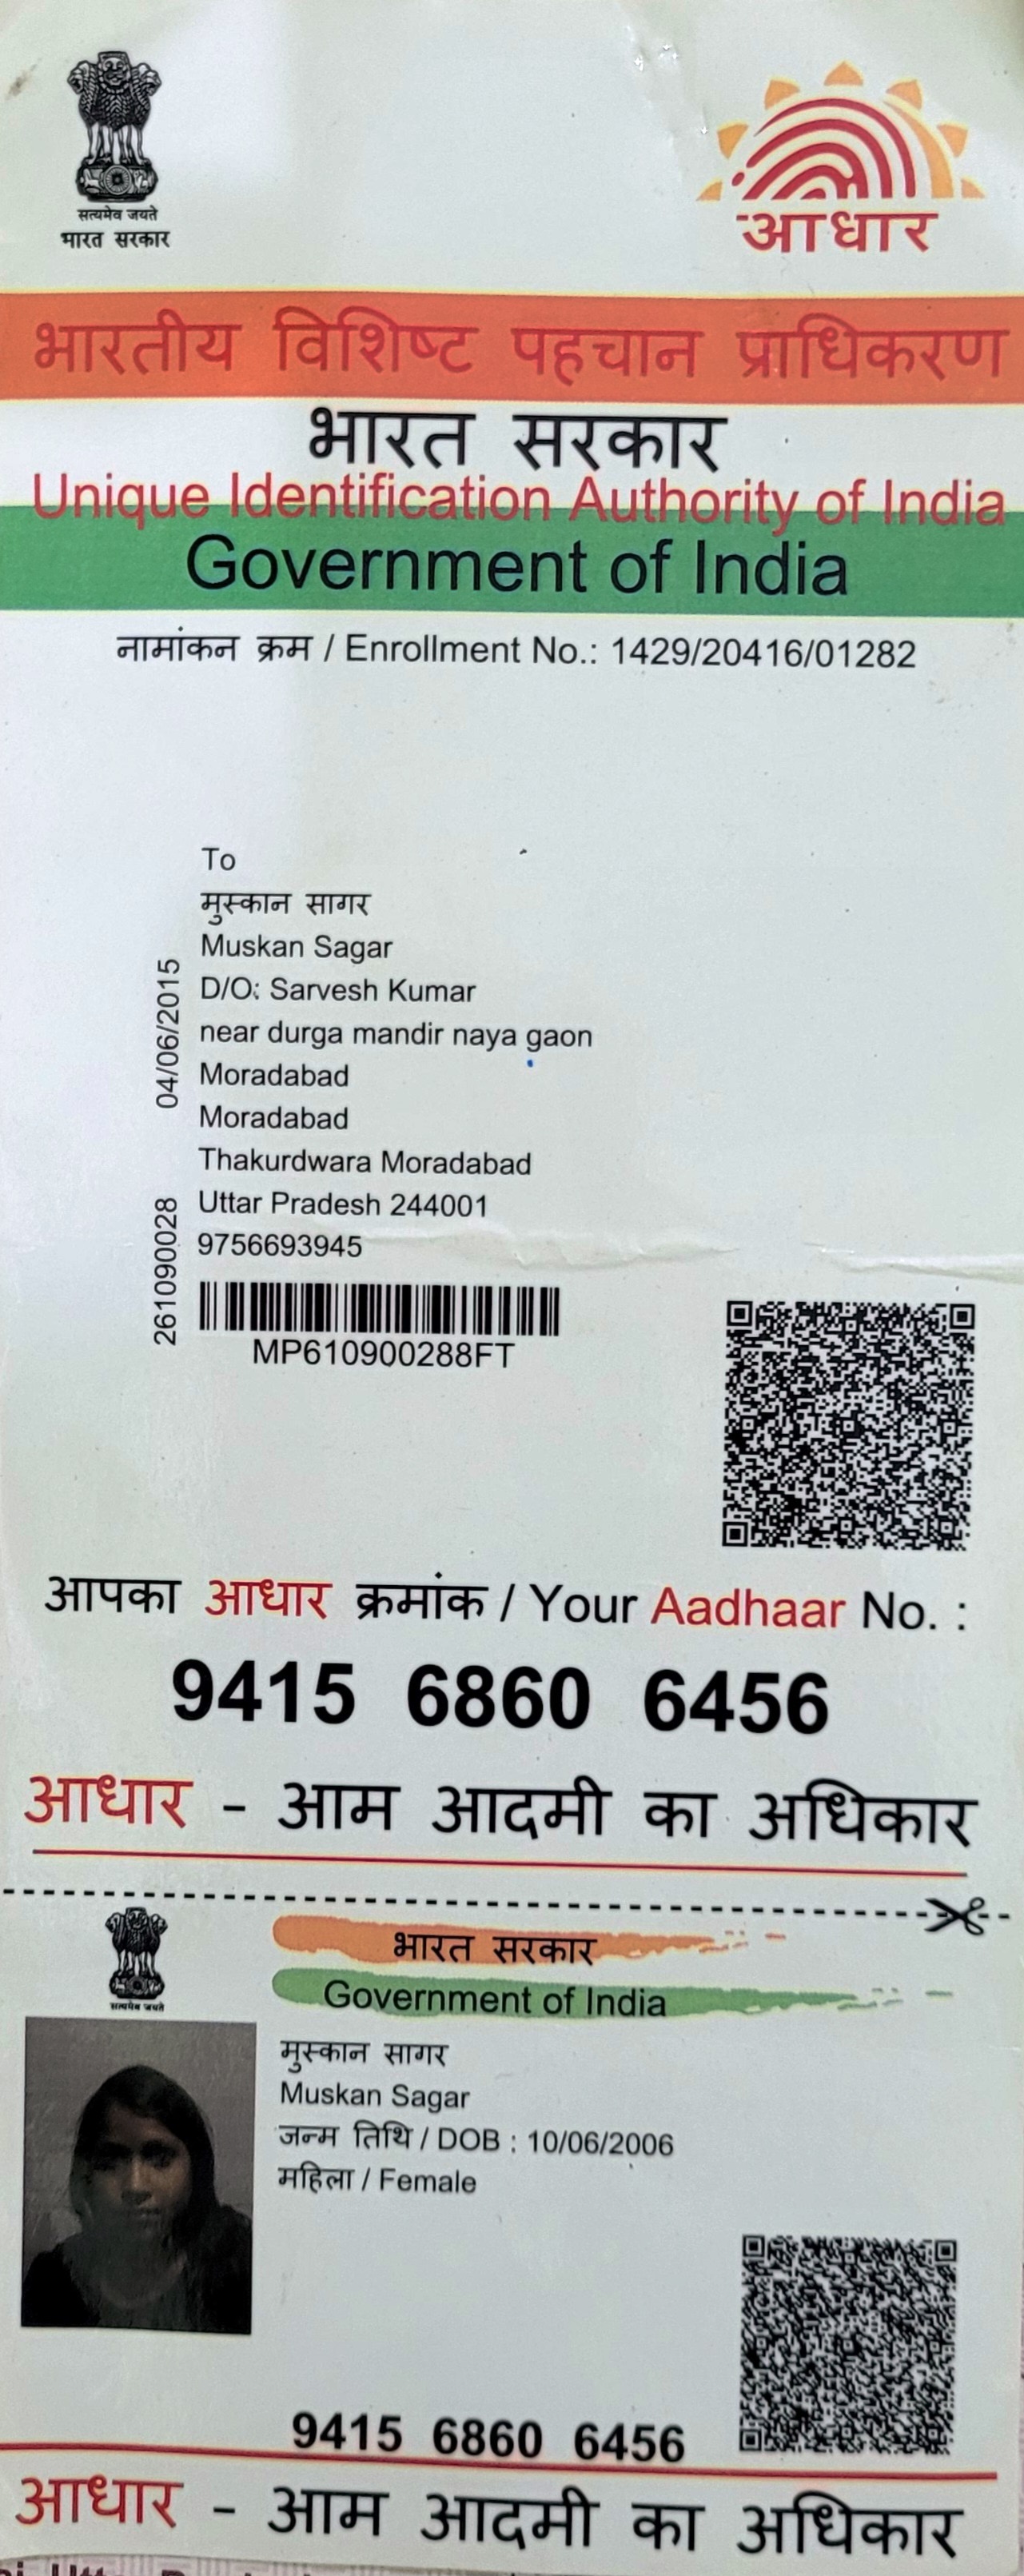 सत्यमेव जयते
भारत सरकार
आधार
भारतीय विशिष्ट पहचान प्राधिकरण
भारत सरकार
Unique Identification Authority of India
Government of India
नामांकन क्रम / Enrollment No.: 1429/20416/01282
To
मुस्कान सागर
Muskan Sagar
D/O: Sarvesh Kumar
near durga mandir naya gaon
Moradabad
Moradabad
Thakurdwara Moradabad
Uttar Pradesh 244001
9756693945
04/06/2015
261090028
MP610900288FT
आपका आधार क्रमांक / Your Aadhaar No. :
9415 6860 6456
आधार - आम आदमी का अधिकार
सत्यमेव जयते
भारत सरकार
Government of India
मुस्कान सागर
Muskan Sagar
जन्म तिथि / DOB : 10/06/2006
महिला / Female
9415 6860 6456
आधार - आम आदमी का अधिकार